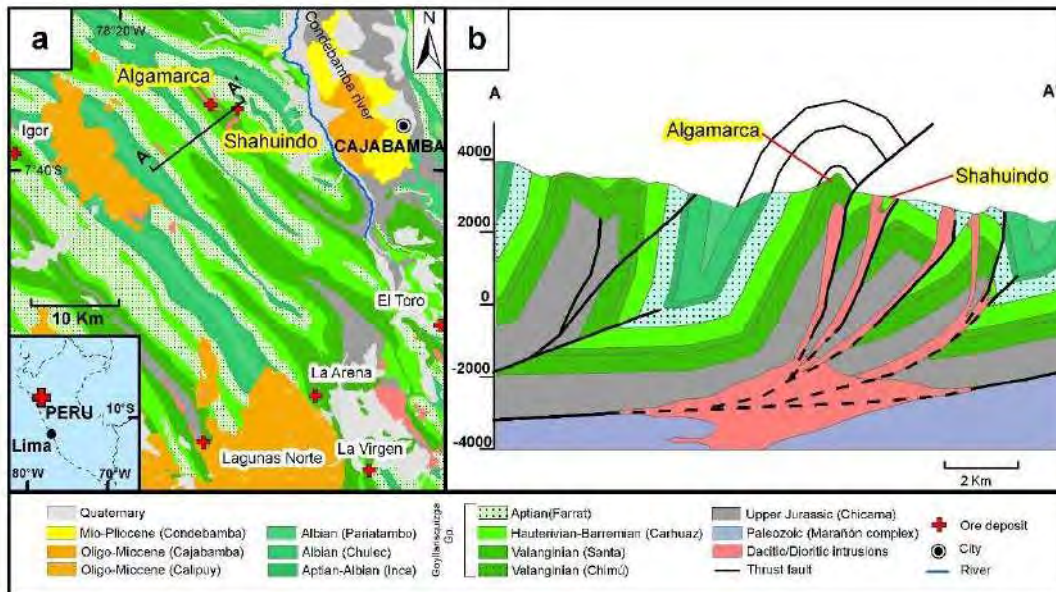 a
78°20'W
N
Algamarca
A'
Condebamba river
Igor
Shahuindo
CAJABAMBA
A
7°40'S
10 Km
El Toro
La Arena
PERU
10°S
Lima
Lagunas Norte
La Virgen
80°W
70°W
b
A
A'
Algamarca
4000
Shahuindo
2000
0
-2000
-4000
2 Km
Quaternary
Mio-Pliocene (Condebamba)
Oligo-Miocene (Cajabamba)
Oligo-Miocene (Calipuy)
Albian (Pariatambo)
Albian (Chulec)
Aptian-Albian (Inca)
Goyllarisquizga
Gp.
Aptian(Farrat)
Hauterivian-Barremian (Carhuaz)
Valanginian (Santa)
Valanginian (Chimú)
Upper Jurassic (Chicama)
Paleozoic (Marañón complex)
Dacitic/Dioritic intrusions
Thrust fault
Ore deposit
City
River